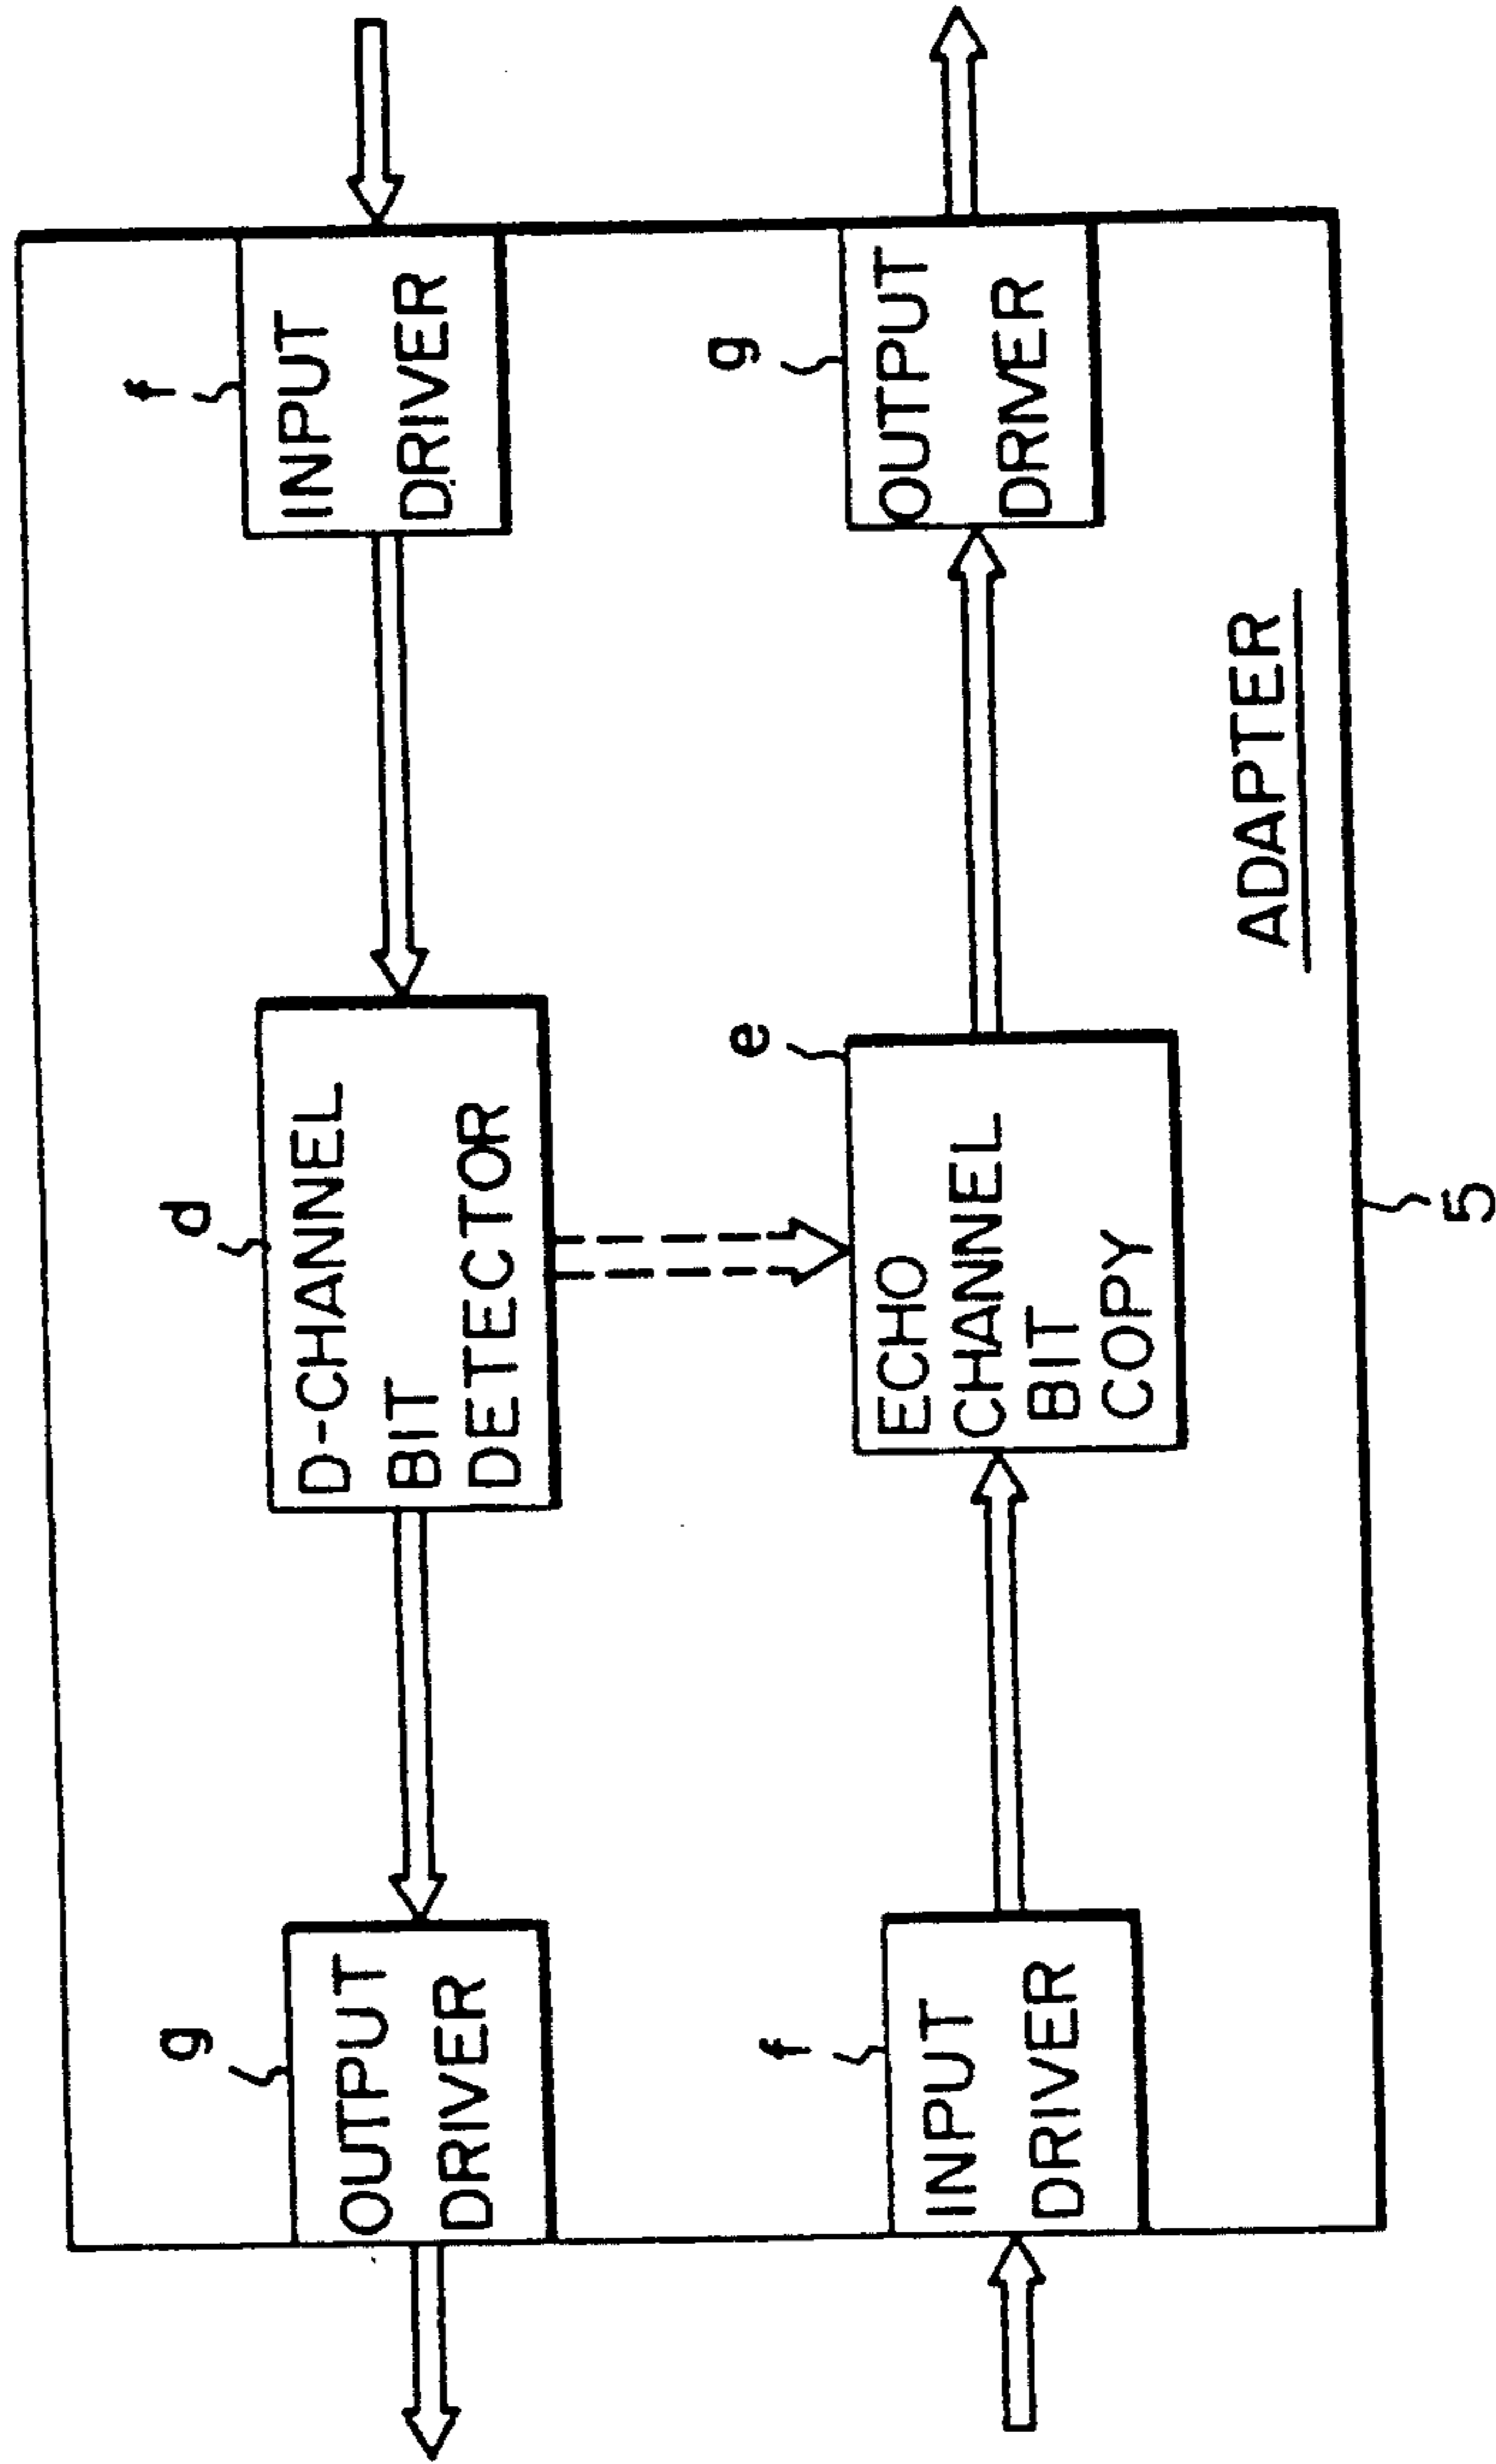 g
OUTPUT
DRIVER
d
D-CHANNEL
BIT
DETECTOR
f
INPUT
DRIVER
f
INPUT
DRIVER
e
ECHO
CHANNEL
BIT
COPY
g
OUTPUT
DRIVER
ADAPTER
5